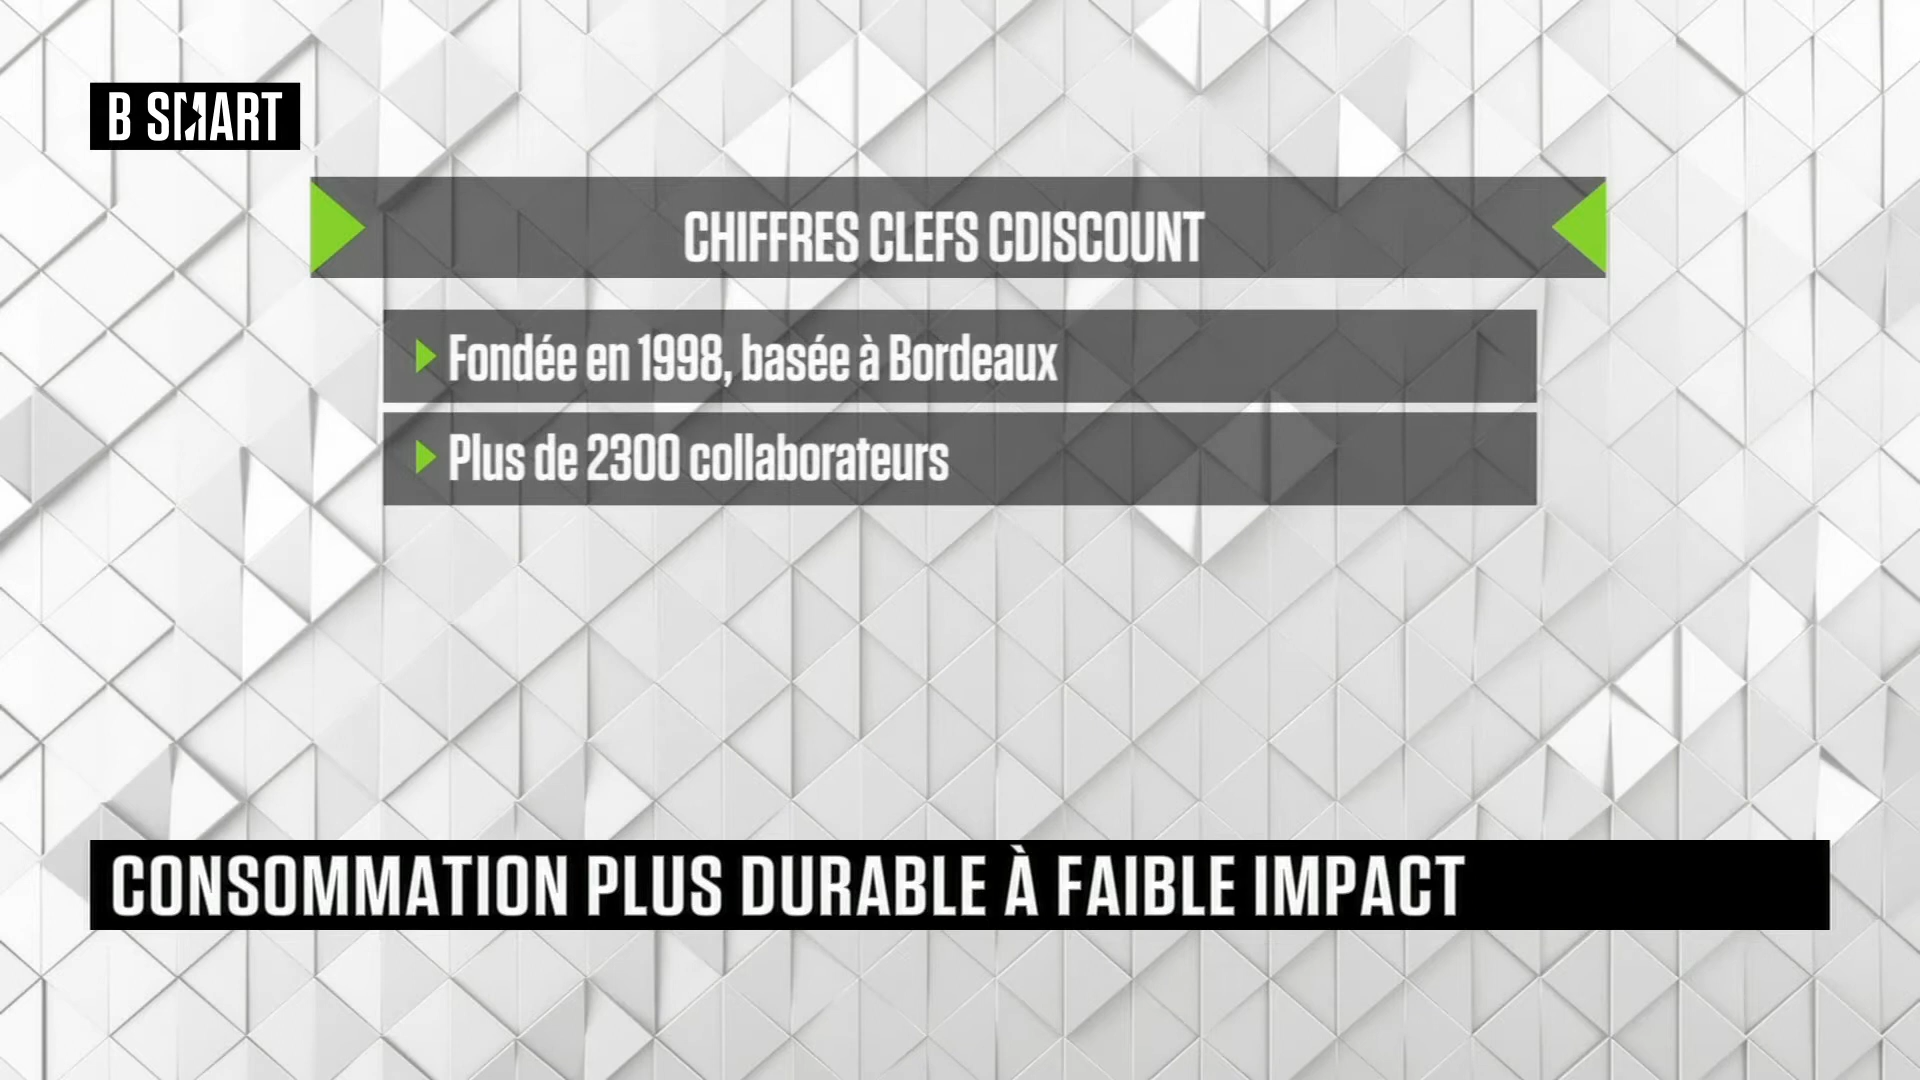 B SMART
CHIFFRES CLEFS CDISCOUNT
Fondée en 1998, basée à Bordeaux
Plus de 2300 collaborateurs
CONSOMMATION PLUS DURABLE À FAIBLE IMPACT